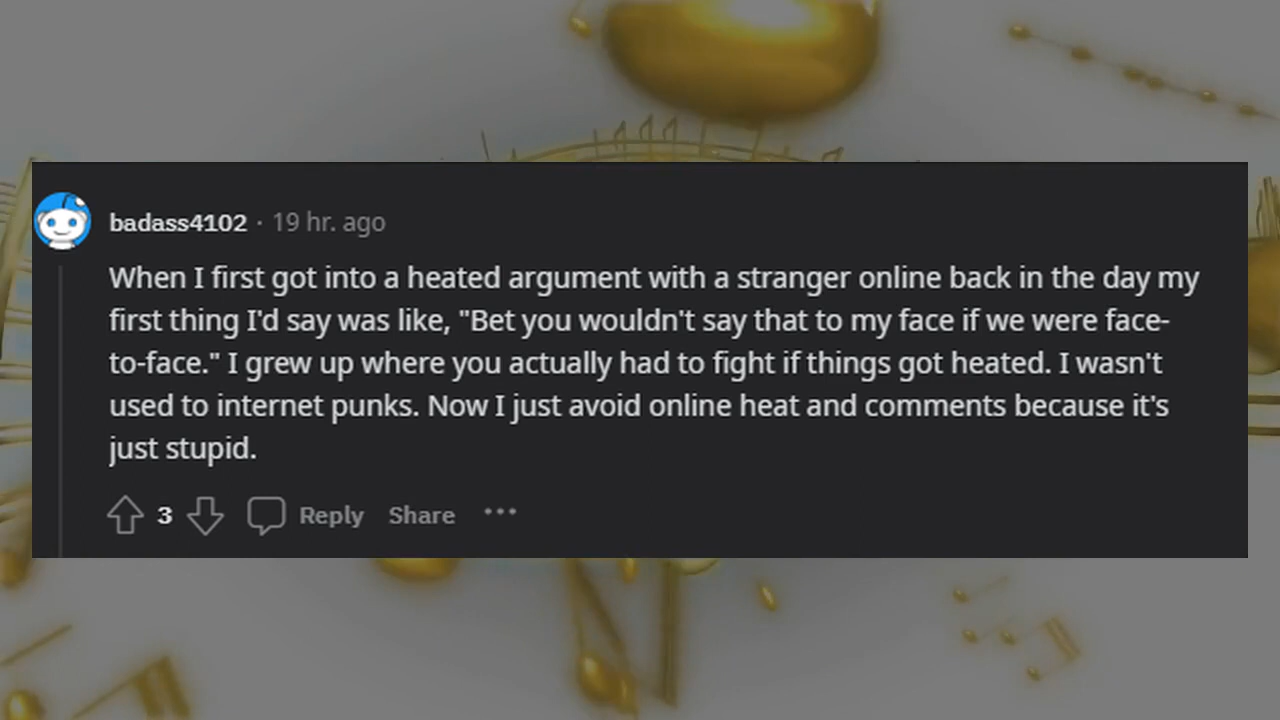 badass4102 · 19 hr. ago
When I first got into a heated argument with a stranger online back in the day my
first thing I'd say was like, "Bet you wouldn't say that to my face if we were face-
to-face." I grew up where you actually had to fight if things got heated. I wasn't
used to internet punks. Now I just avoid online heat and comments because it's
just stupid.
3 Reply Share ···